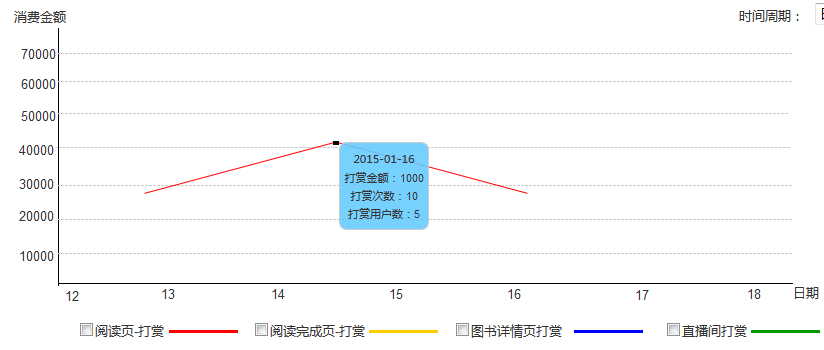 消费金额
时间周期：
70000
60000
50000
40000
30000
20000
10000
2015-01-16
打赏金额：1000
打赏次数：10
打赏用户数：5
12 13 14 15 16 17 18 日期
阅读页-打赏 阅读完成页-打赏 图书详情页打赏 直播间打赏